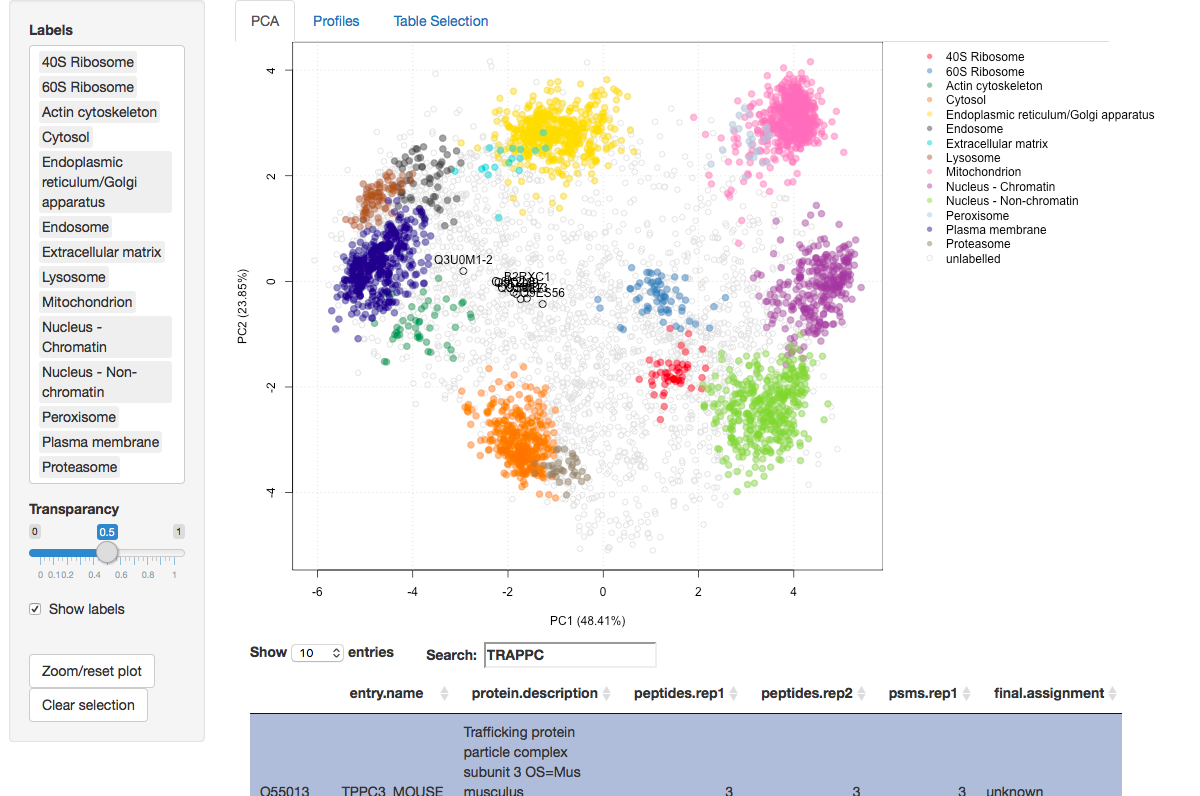 Labels
40S Ribosome
60S Ribosome
Actin cytoskeleton
Cytosol
Endoplasmic
reticulum/Golgi
apparatus
Endosome
Extracellular matrix
Lysosome
Mitochondrion
Nucleus -
Chromatin
Nucleus - Non-
chromatin
Peroxisome
Plasma membrane
Proteasome
Transparancy
0 0.5 1
0 0.1 0.2 0.4 0.6 0.8 1
Show labels
Zoom/reset plot
Clear selection
PCA Profiles Table Selection
PC2 (23.85%)
4
2
0
-2
-4
Q3U0M1-2
B2RXC1
-6 -4 -2 0 2 4
PC1 (48.41%)
40S Ribosome
60S Ribosome
Actin cytoskeleton
Cytosol
Endoplasmic reticulum/Golgi apparatus
Endosome
Extracellular matrix
Lysosome
Mitochondrion
Nucleus - Chromatin
Nucleus - Non-chromatin
Peroxisome
Plasma membrane
Proteasome
unlabelled
Show 10 entries Search: TRAPPC
entry.name protein.description peptides.rep1 peptides.rep2 psms.rep1 final.assignment
Trafficking protein
particle complex
subunit 3 OS=Mus
O55013 TPPC3_MOUSE musculus 3 3 3 unknown